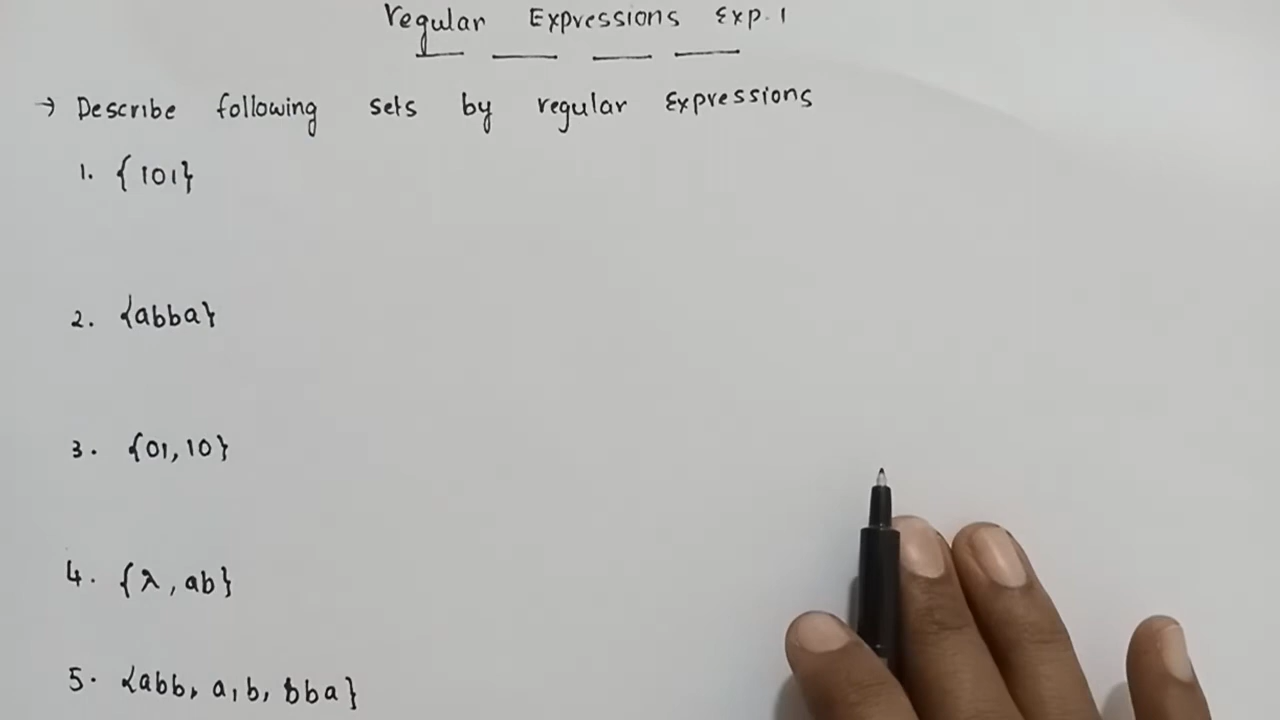 regular Expressions Exp. 1
→ Describe following sets by regular Expressions
1. {101}
2. {abba}
3. {01, 10}
4. {λ, ab}
5. {abb, a, b, bba}